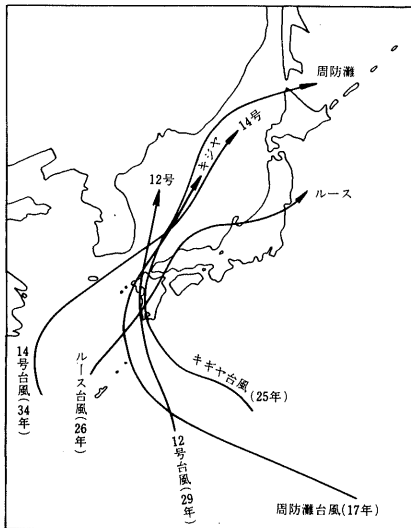 周防灘
14号
キジヤ
12号
ルース
14号台風(34年)
ルース台風(26年)
12号台風(29年)
キギヤ台風(25年)
周防灘台風(17年)